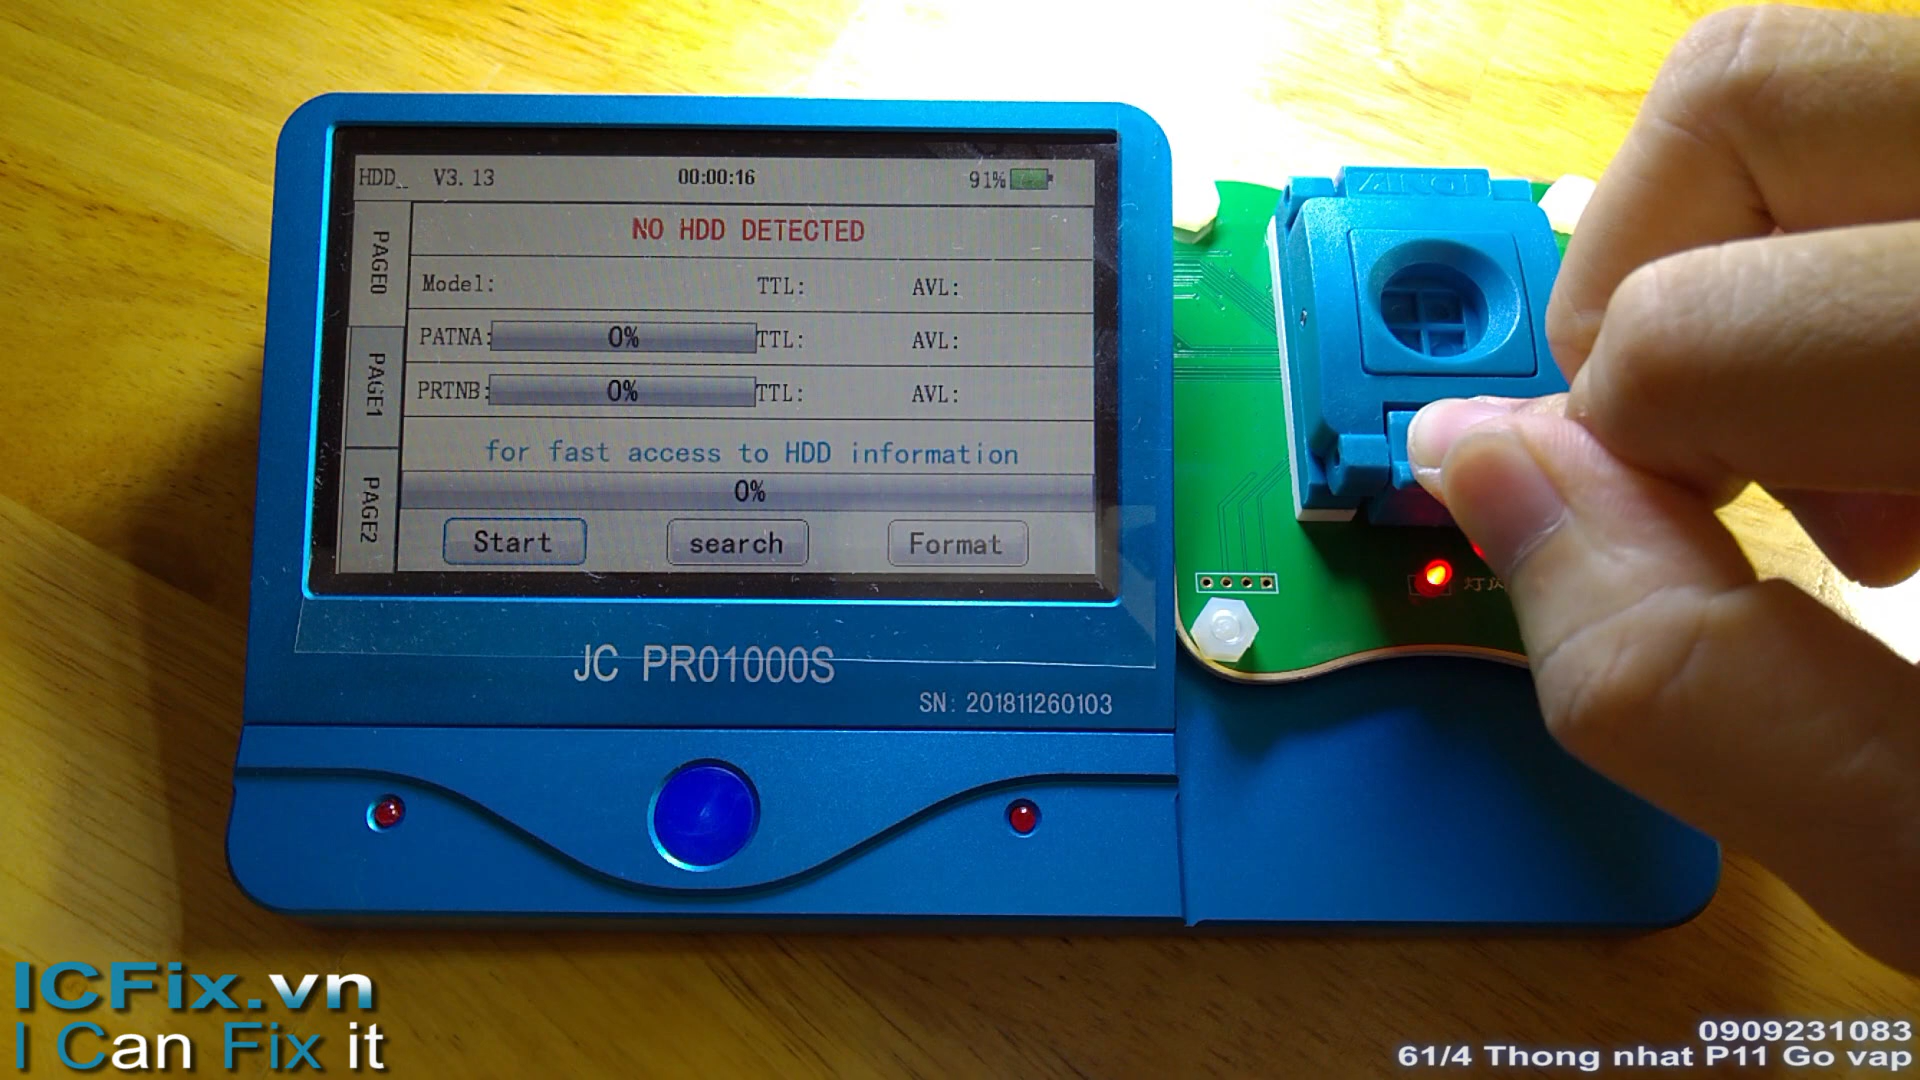 HDD_ V3.13 00:00:16 91%
NO HDD DETECTED
PAGE0
PAGE1
PAGE2
Model: TTL: AVL:
PATNA: 0% TTL: AVL:
PRTNB: 0% TTL: AVL:
for fast access to HDD information
0%
Start search Format
JC PRO1000S
SN: 201811260103
ICFix.vn
I Can Fix it
0909231083
61/4 Thong nhat P11 Go vap